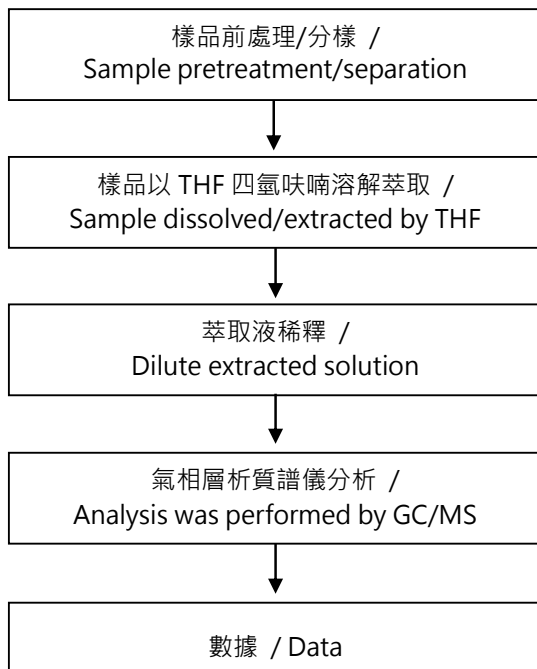 樣品前處理/分樣 /
Sample pretreatment/separation
樣品以 THF 四氫呋喃溶解萃取 /
Sample dissolved/extracted by THF
萃取液稀釋 /
Dilute extracted solution
氣相層析質譜儀分析 /
Analysis was performed by GC/MS
數據 / Data